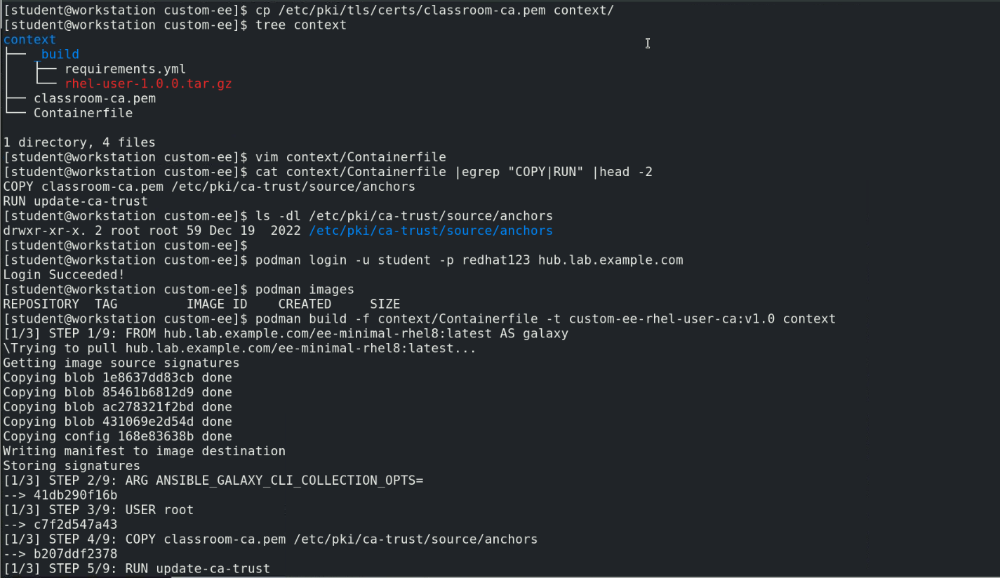 [student@workstation custom-ee]$ cp /etc/pki/tls/certs/classroom-ca.pem context/
[student@workstation custom-ee]$ tree context
context
├── _build
│   ├── requirements.yml
│   └── rhel-user-1.0.0.tar.gz
├── classroom-ca.pem
└── Containerfile

1 directory, 4 files
[student@workstation custom-ee]$ vim context/Containerfile
[student@workstation custom-ee]$ cat context/Containerfile |egrep "COPY|RUN" |head -2
COPY classroom-ca.pem /etc/pki/ca-trust/source/anchors
RUN update-ca-trust
[student@workstation custom-ee]$ ls -dl /etc/pki/ca-trust/source/anchors
drwxr-xr-x. 2 root root 59 Dec 19  2022 /etc/pki/ca-trust/source/anchors
[student@workstation custom-ee]$
[student@workstation custom-ee]$ podman login -u student -p redhat123 hub.lab.example.com
Login Succeeded!
[student@workstation custom-ee]$ podman images
REPOSITORY  TAG         IMAGE ID    CREATED     SIZE
[student@workstation custom-ee]$ podman build -f context/Containerfile -t custom-ee-rhel-user-ca:v1.0 context
[1/3] STEP 1/9: FROM hub.lab.example.com/ee-minimal-rhel8:latest AS galaxy
\Trying to pull hub.lab.example.com/ee-minimal-rhel8:latest...
Getting image source signatures
Copying blob 1e8637dd83cb done
Copying blob 85461b6812d9 done
Copying blob ac278321f2bd done
Copying blob 431069e2d54d done
Copying config 168e83638b done
Writing manifest to image destination
Storing signatures
[1/3] STEP 2/9: ARG ANSIBLE_GALAXY_CLI_COLLECTION_OPTS=
--> 41db290f16b
[1/3] STEP 3/9: USER root
--> c7f2d547a43
[1/3] STEP 4/9: COPY classroom-ca.pem /etc/pki/ca-trust/source/anchors
--> b207ddf2378
[1/3] STEP 5/9: RUN update-ca-trust